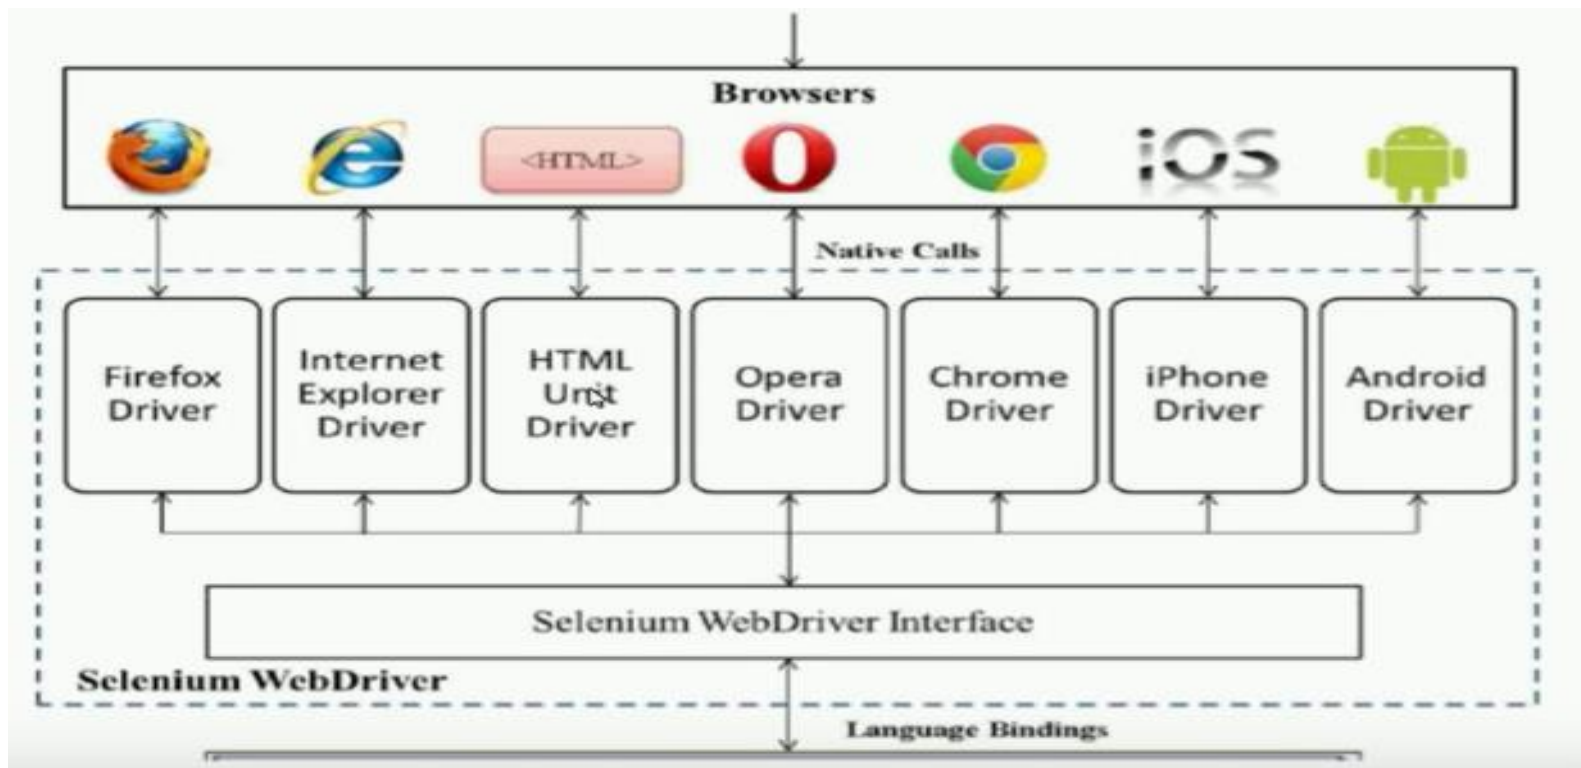 Browsers
<HTML>
iOS
Native Calls
Firefox
Driver
Internet
Explorer
Driver
HTML
Unit
Driver
Opera
Driver
Chrome
Driver
iPhone
Driver
Android
Driver
Selenium WebDriver Interface
Selenium WebDriver
Language Bindings